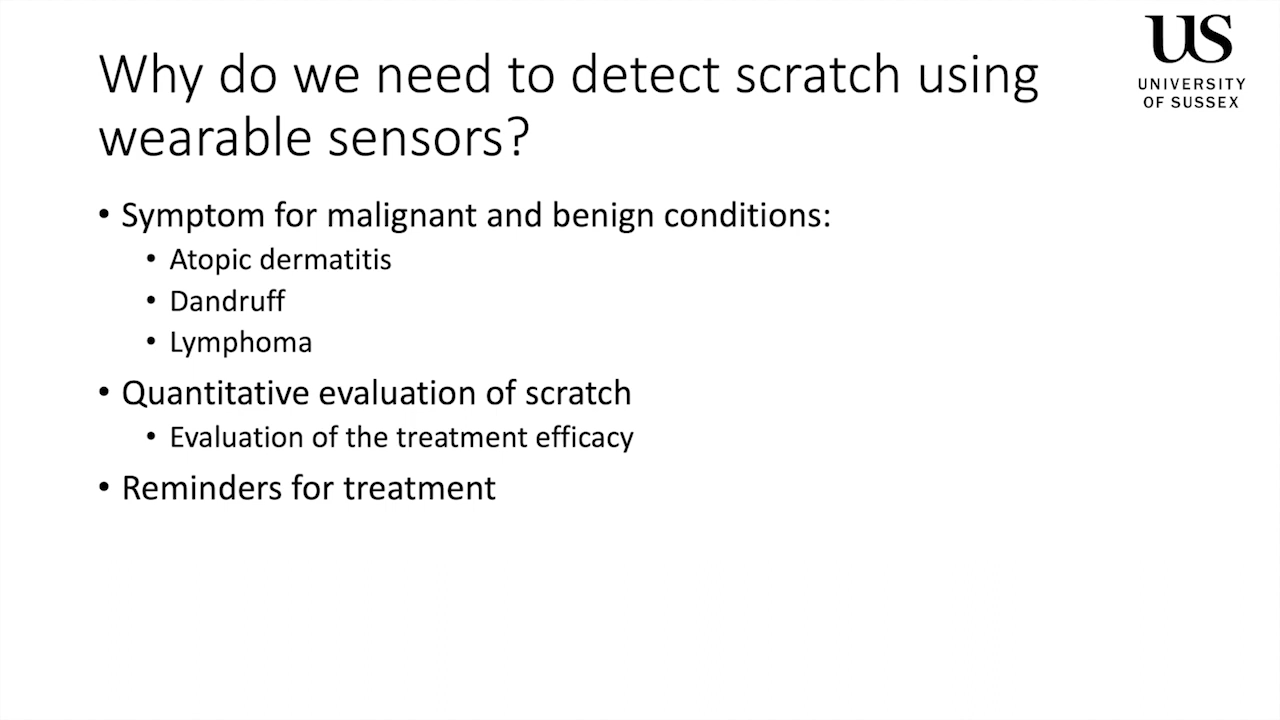 Why do we need to detect scratch using
wearable sensors?
US
UNIVERSITY
OF SUSSEX
• Symptom for malignant and benign conditions:
• Atopic dermatitis
• Dandruff
• Lymphoma
• Quantitative evaluation of scratch
• Evaluation of the treatment efficacy
• Reminders for treatment